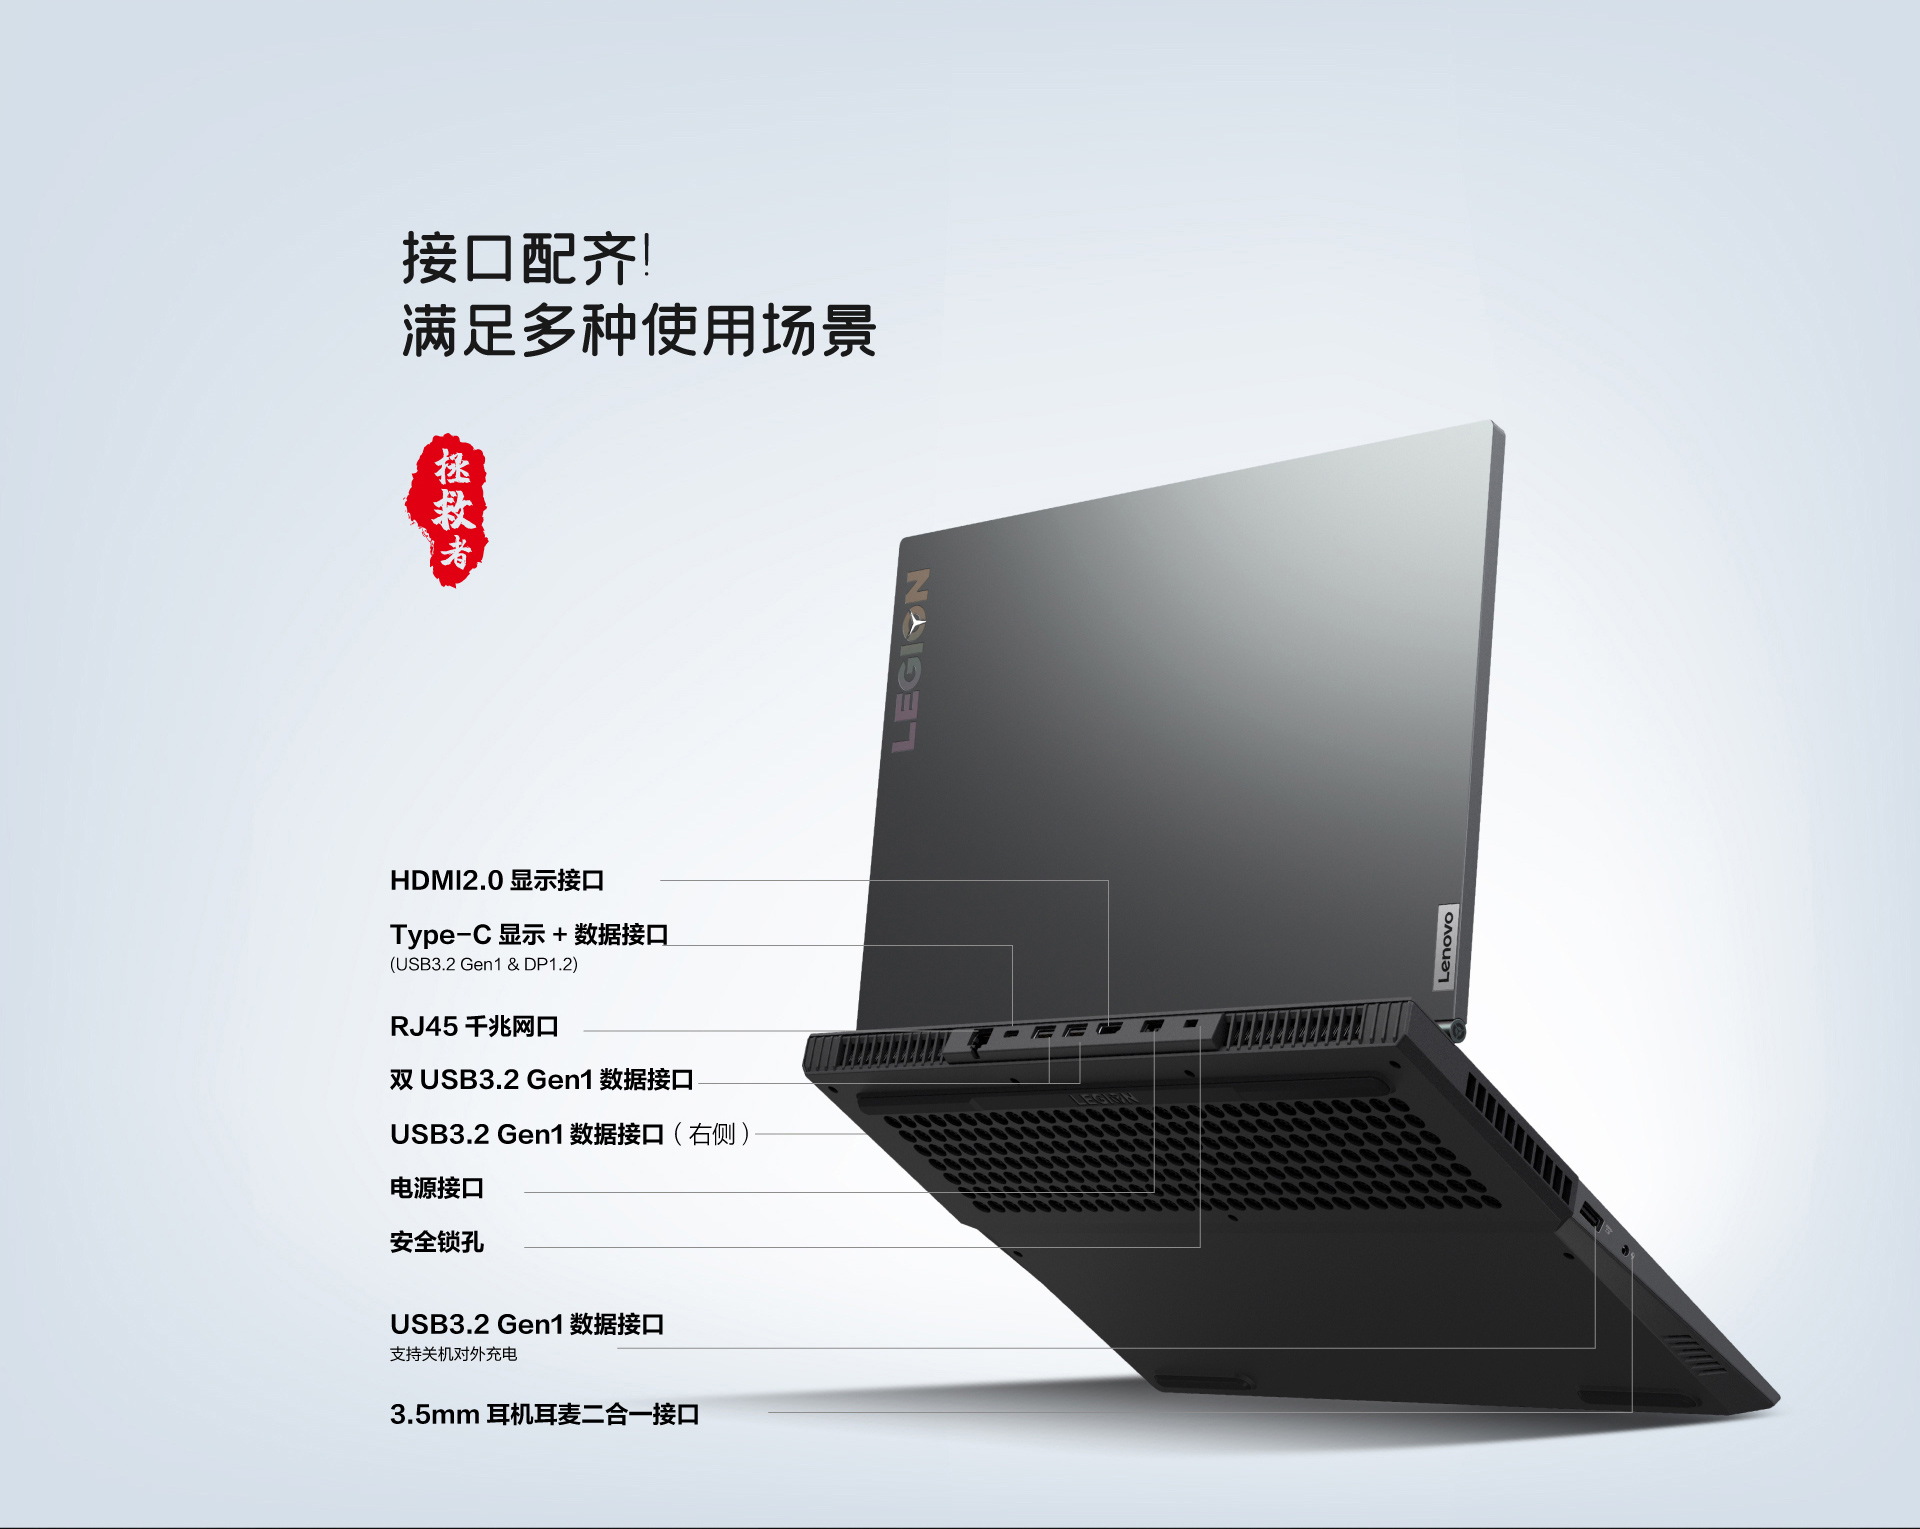 接口配齐!
满足多种使用场景
拯救者
LEGION
Lenovo
HDMI2.0 显示接口
Type-C 显示 + 数据接口
(USB3.2 Gen1 & DP1.2)
RJ45 千兆网口
双 USB3.2 Gen1 数据接口
LEGION
USB3.2 Gen1 数据接口（右侧）
电源接口
安全锁孔
USB3.2 Gen1 数据接口
支持关机对外充电
3.5mm 耳机耳麦二合一接口